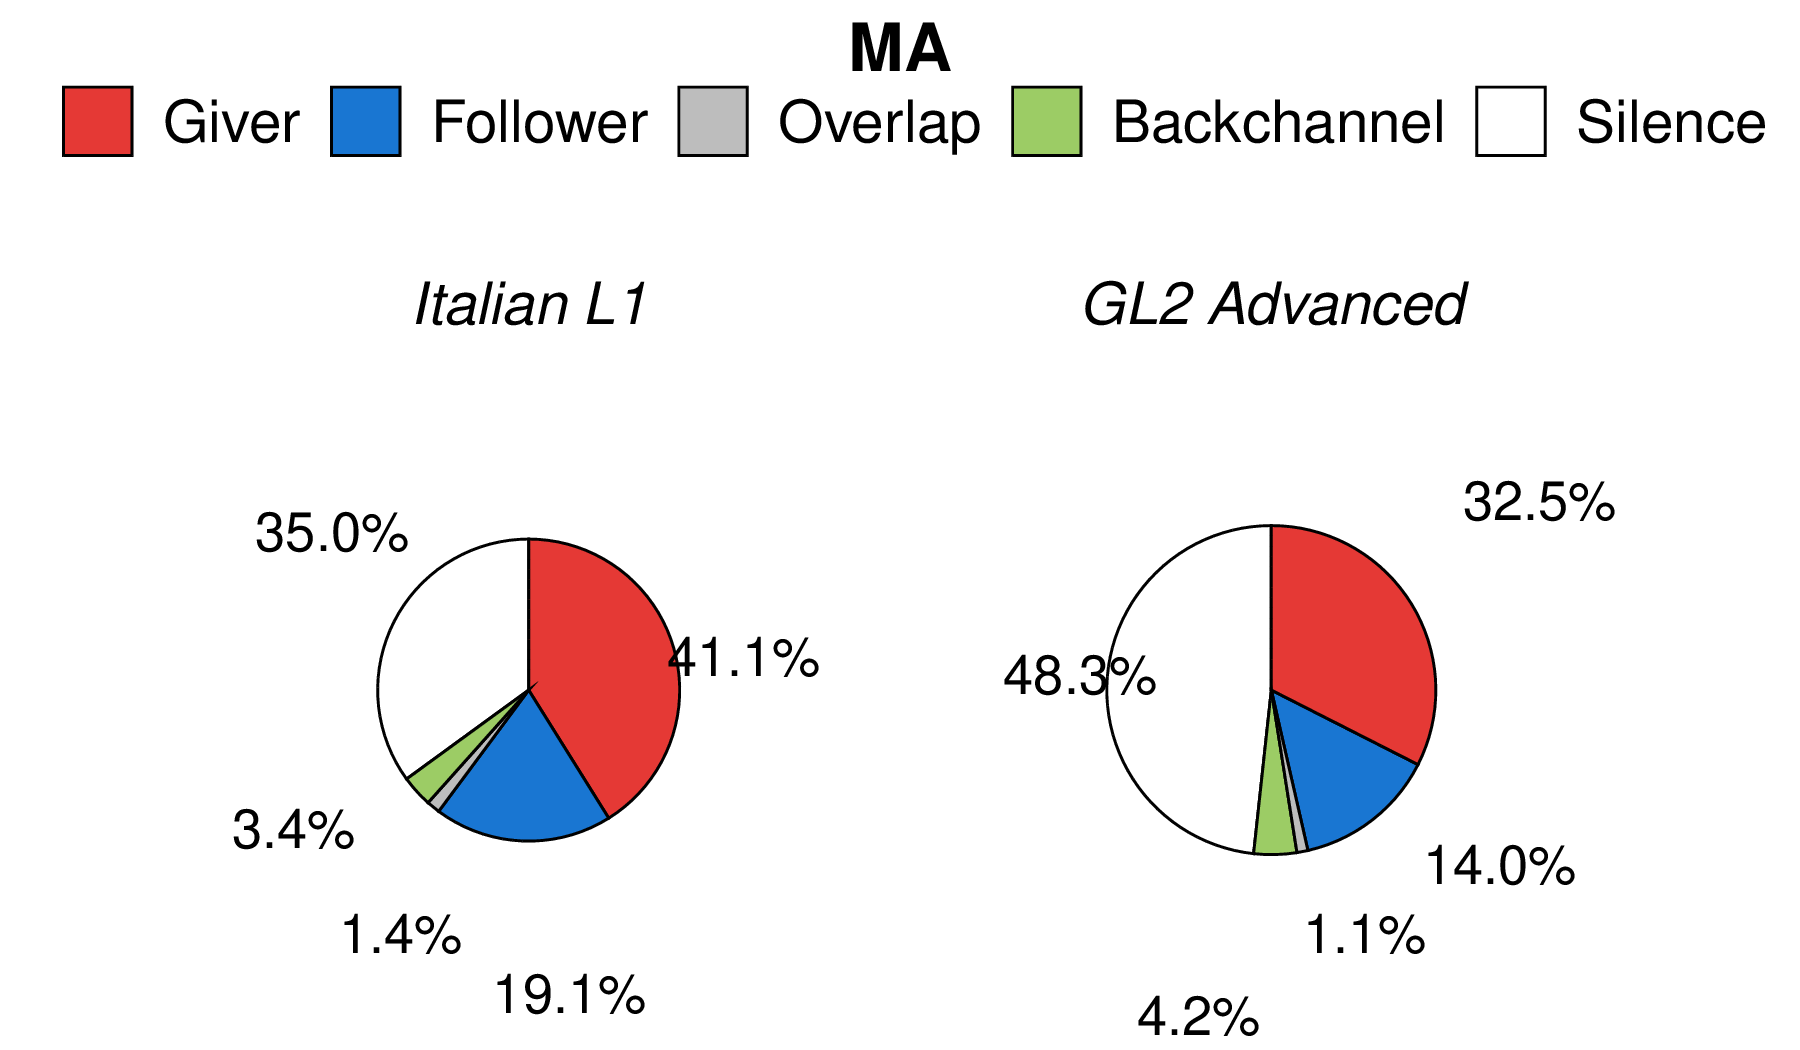 MA
Giver Follower Overlap Backchannel Silence
Italian L1
GL2 Advanced
35.0%
41.1%
3.4%
1.4%
19.1%
32.5%
48.3%
14.0%
1.1%
4.2%